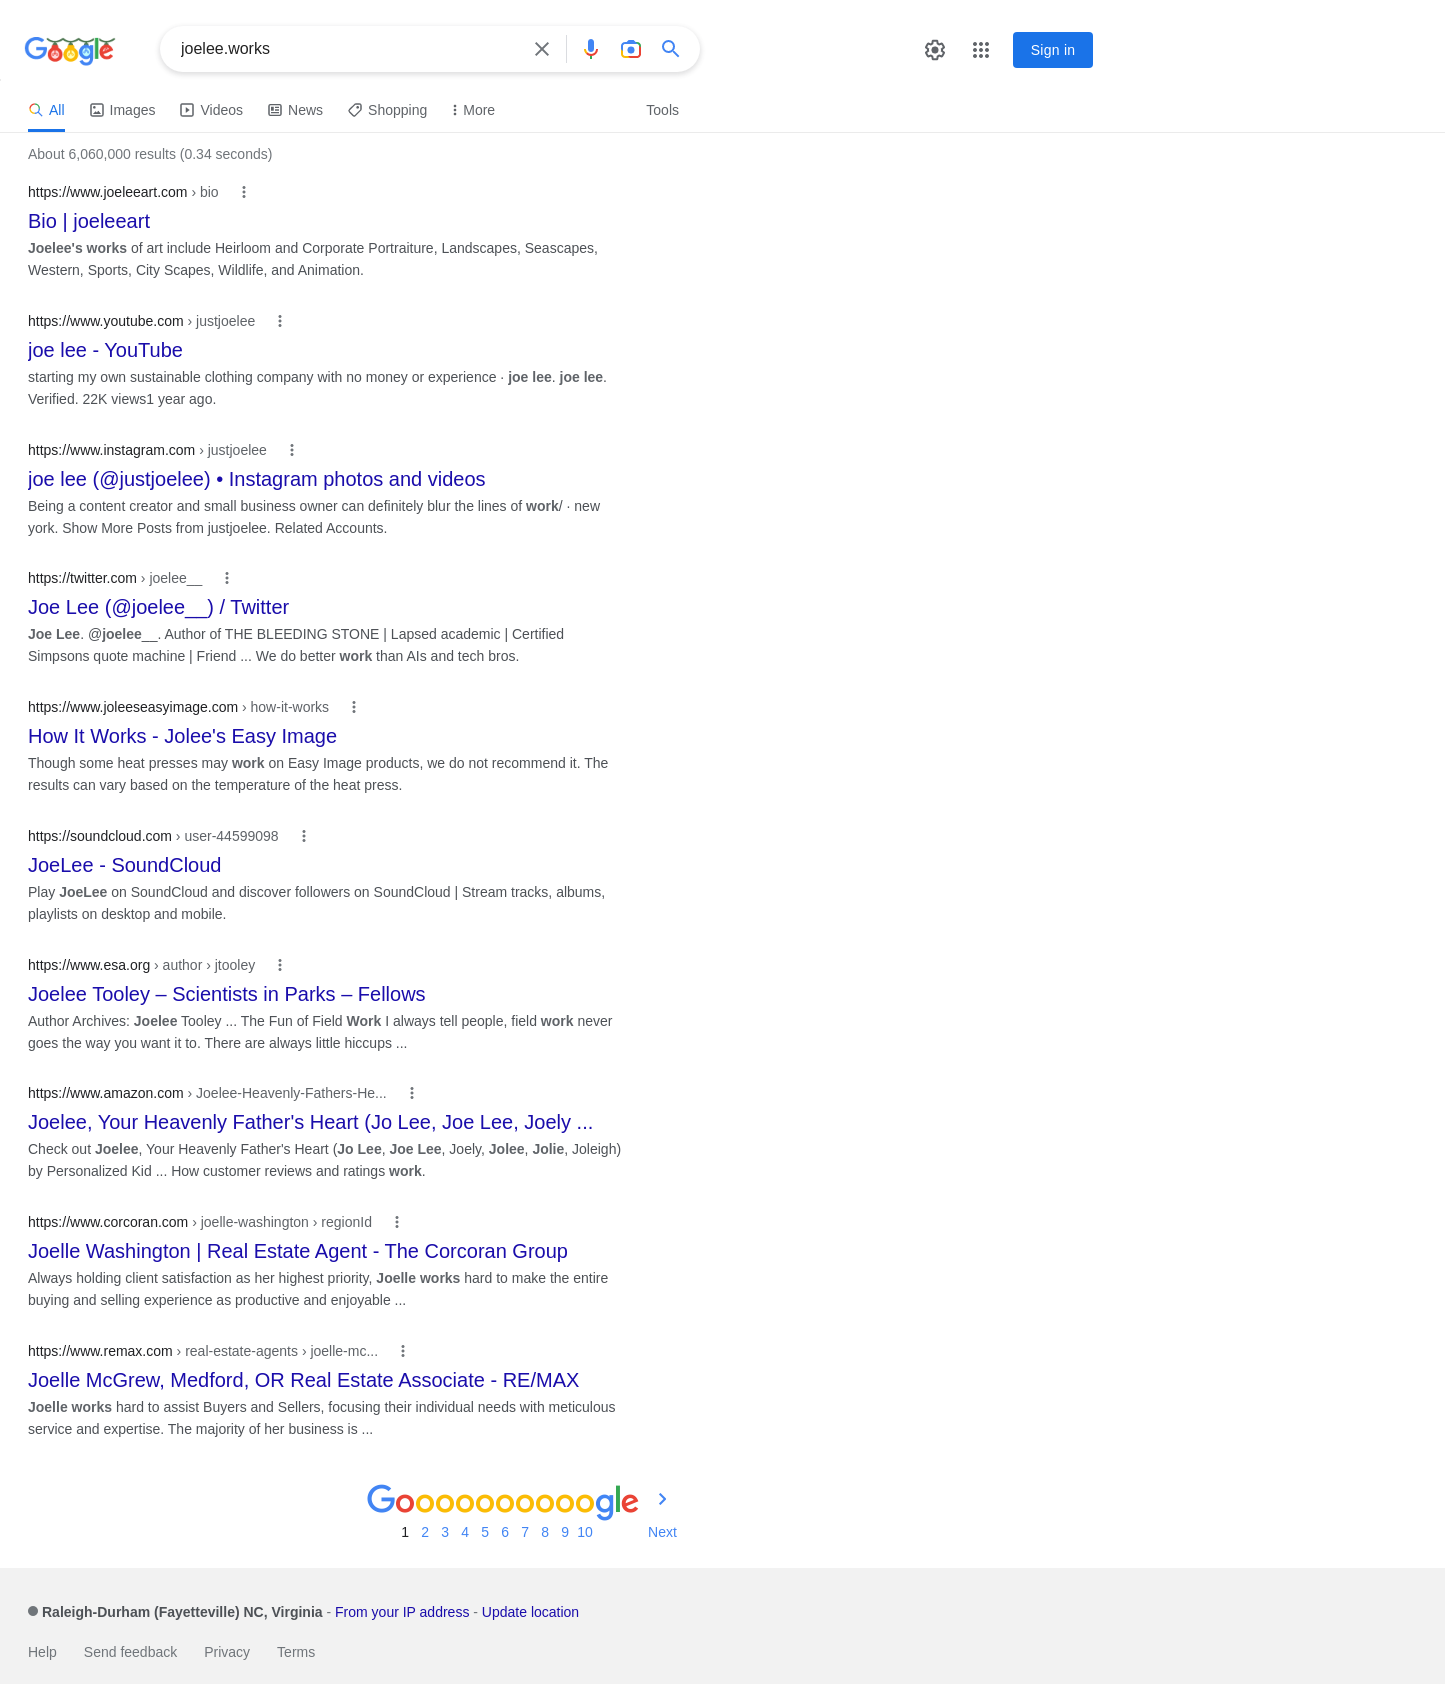 Google
joelee.works
Sign in
All Images Videos News Shopping More Tools
About 6,060,000 results (0.34 seconds)
https://www.joeleeart.com › bio
Bio | joeleeart
Joelee's works of art include Heirloom and Corporate Portraiture, Landscapes, Seascapes,
Western, Sports, City Scapes, Wildlife, and Animation.
https://www.youtube.com › justjoelee
joe lee - YouTube
starting my own sustainable clothing company with no money or experience · joe lee. joe lee.
Verified. 22K views1 year ago.
https://www.instagram.com › justjoelee
joe lee (@justjoelee) • Instagram photos and videos
Being a content creator and small business owner can definitely blur the lines of work/ · new
york. Show More Posts from justjoelee. Related Accounts.
https://twitter.com › joelee__
Joe Lee (@joelee__) / Twitter
Joe Lee. @joelee__. Author of THE BLEEDING STONE | Lapsed academic | Certified
Simpsons quote machine | Friend ... We do better work than AIs and tech bros.
https://www.joleeseasyimage.com › how-it-works
How It Works - Jolee's Easy Image
Though some heat presses may work on Easy Image products, we do not recommend it. The
results can vary based on the temperature of the heat press.
https://soundcloud.com › user-44599098
JoeLee - SoundCloud
Play JoeLee on SoundCloud and discover followers on SoundCloud | Stream tracks, albums,
playlists on desktop and mobile.
https://www.esa.org › author › jtooley
Joelee Tooley – Scientists in Parks – Fellows
Author Archives: Joelee Tooley ... The Fun of Field Work I always tell people, field work never
goes the way you want it to. There are always little hiccups ...
https://www.amazon.com › Joelee-Heavenly-Fathers-He...
Joelee, Your Heavenly Father's Heart (Jo Lee, Joe Lee, Joely ...
Check out Joelee, Your Heavenly Father's Heart (Jo Lee, Joe Lee, Joely, Jolee, Jolie, Joleigh)
by Personalized Kid ... How customer reviews and ratings work.
https://www.corcoran.com › joelle-washington › regionId
Joelle Washington | Real Estate Agent - The Corcoran Group
Always holding client satisfaction as her highest priority, Joelle works hard to make the entire
buying and selling experience as productive and enjoyable ...
https://www.remax.com › real-estate-agents › joelle-mc...
Joelle McGrew, Medford, OR Real Estate Associate - RE/MAX
Joelle works hard to assist Buyers and Sellers, focusing their individual needs with meticulous
service and expertise. The majority of her business is ...
Goooooooooogle
1 2 3 4 5 6 7 8 9 10 Next
Raleigh-Durham (Fayetteville) NC, Virginia - From your IP address - Update location
Help Send feedback Privacy Terms